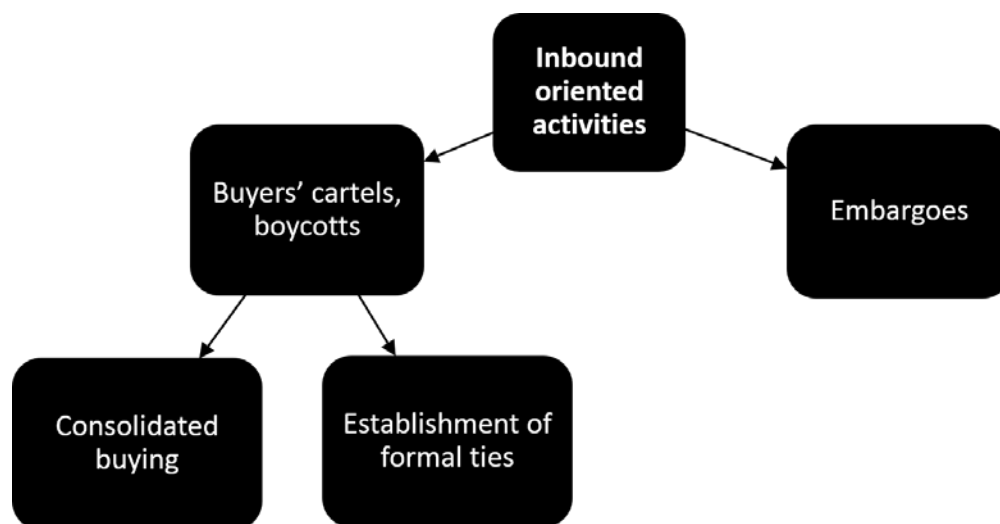 Inbound
oriented
activities
Buyers’ cartels,
boycotts
Embargoes
Consolidated
buying
Establishment of
formal ties